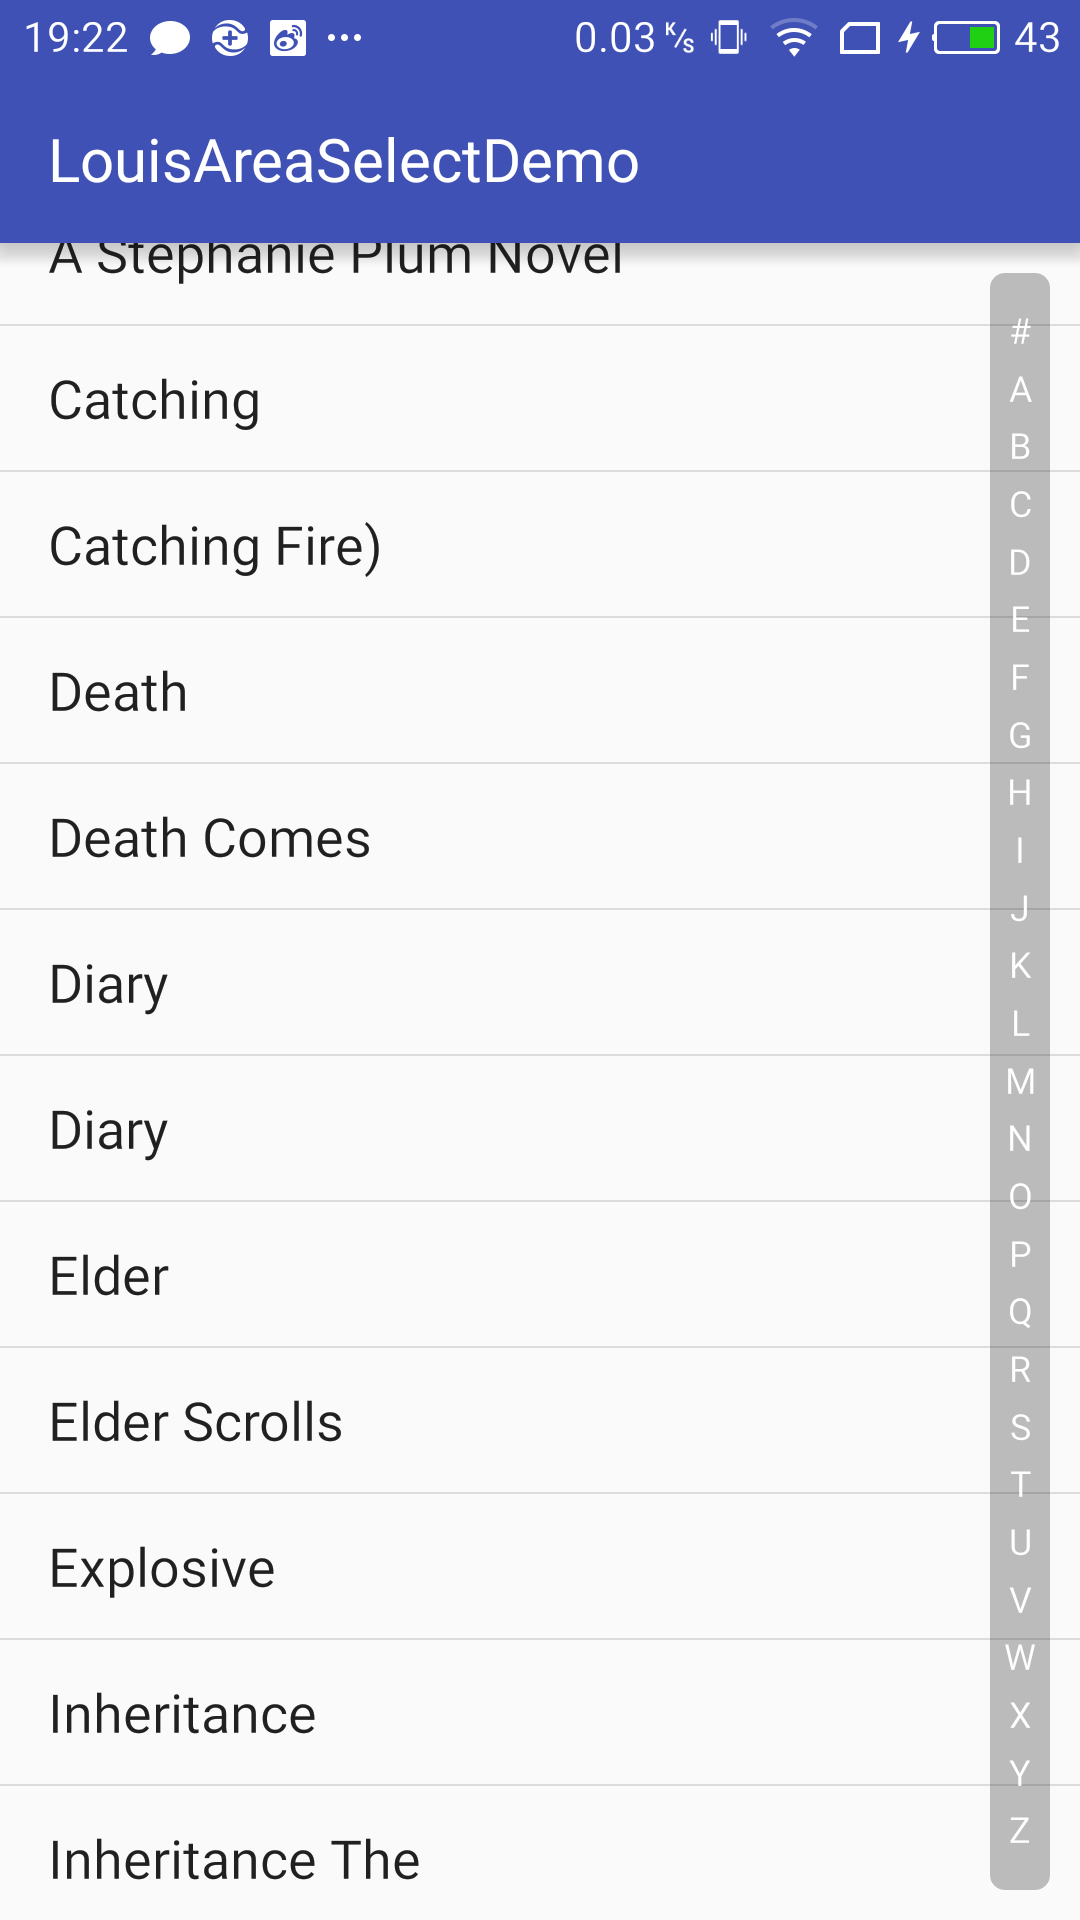 19:22 0.03 K/s 43
LouisAreaSelectDemo
A Stephanie Plum Novel
Catching
Catching Fire)
Death
Death Comes
Diary
Diary
Elder
Elder Scrolls
Explosive
Inheritance
Inheritance The
#
A
B
C
D
E
F
G
H
I
J
K
L
M
N
O
P
Q
R
S
T
U
V
W
X
Y
Z